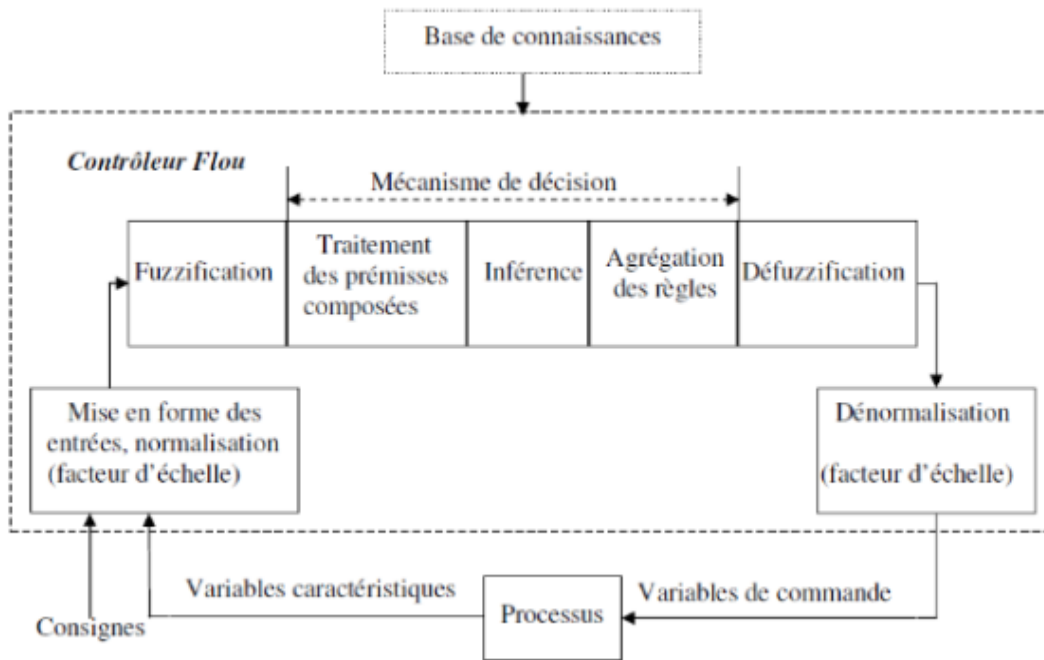 Base de connaissances
Contrôleur Flou
Mécanisme de décision
Fuzzification
Traitement
des prémisses
composées
Inférence
Agrégation
des règles
Défuzzification
Mise en forme des
entrées, normalisation
(facteur d'échelle)
Dénormalisation
(facteur d'échelle)
Variables caractéristiques
Processus
Variables de commande
Consignes